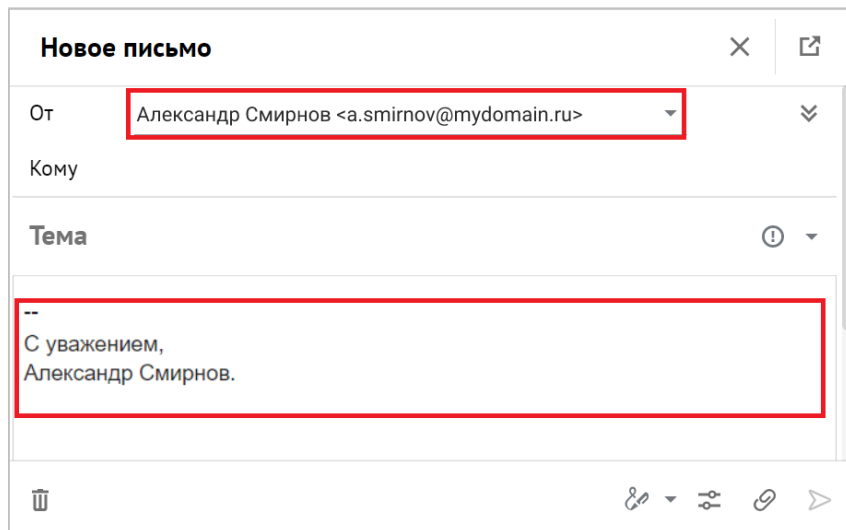 Новое письмо
От Александр Смирнов <a.smirnov@mydomain.ru>
Кому
Тема
--
С уважением,
Александр Смирнов.